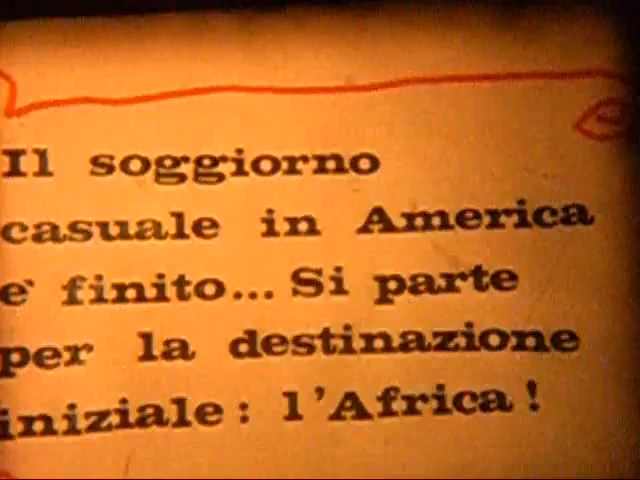 Il soggiorno
casuale in America
e` finito... Si parte
per la destinazione
iniziale: l'Africa!